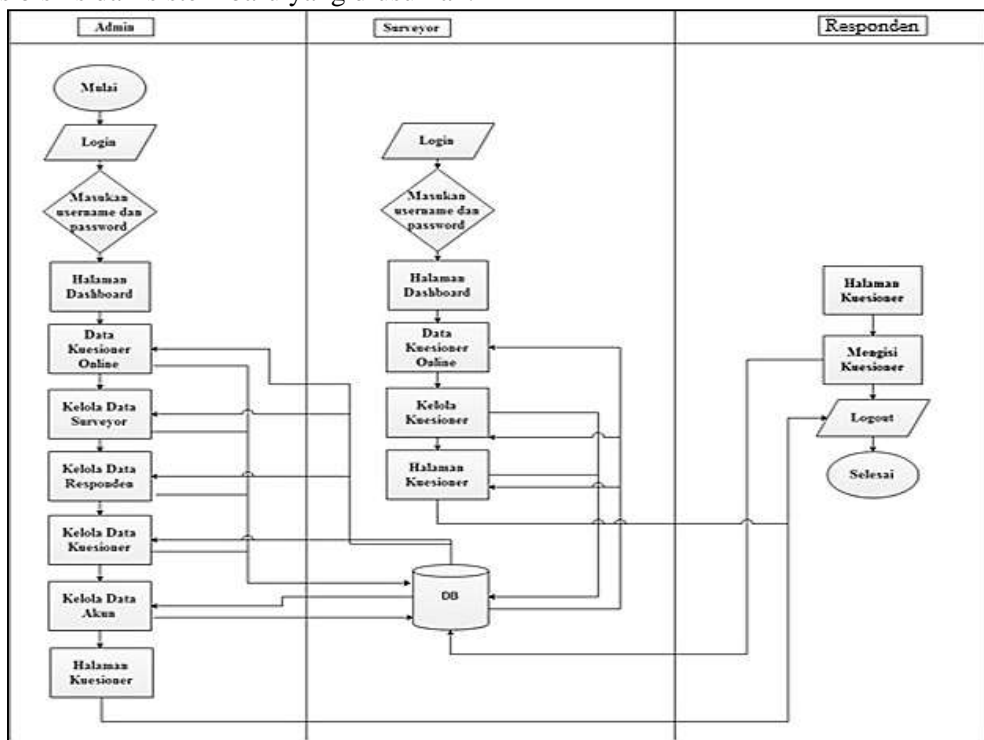 Admin
Surveyor
Responden
Mulai
Login
Masukan
username dan
password
Halaman
Dashboard
Data
Kuesioner
Online
Kelola Data
Surveyor
Kelola Data
Responden
Kelola Data
Kuesioner
Kelola Data
Akun
Halaman
Kuesioner
Login
Masukan
username dan
password
Halaman
Dashboard
Data
Kuesioner
Online
Kelola
Kuesioner
Halaman
Kuesioner
DB
Halaman
Kuesioner
Mengisi
Kuesioner
Logout
Selesai